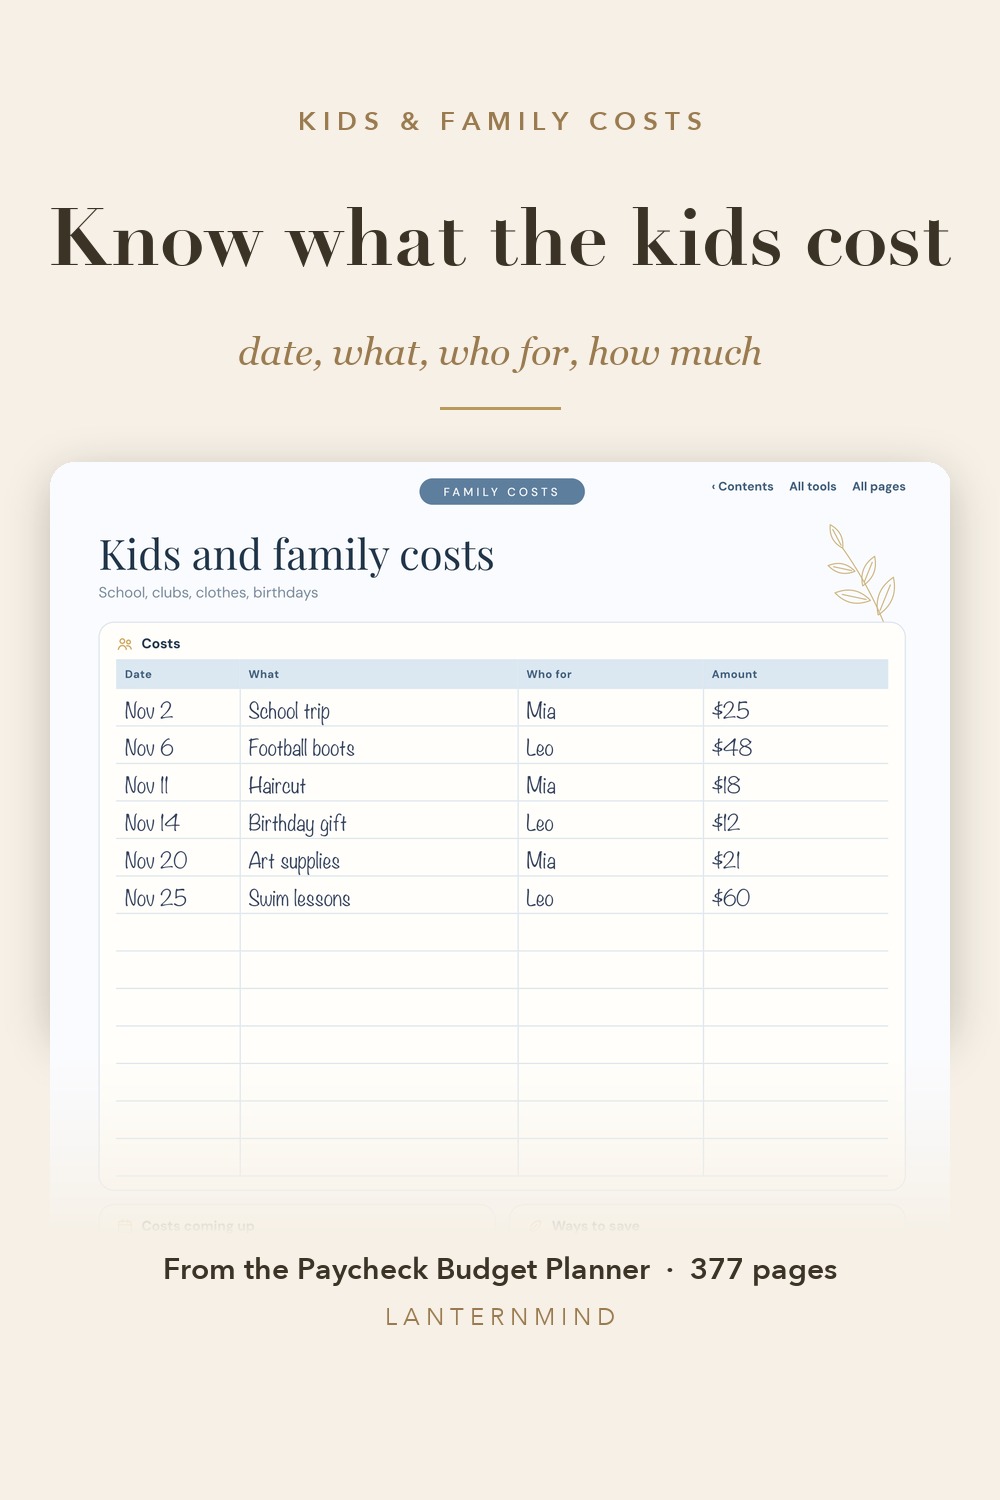 KIDS & FAMILY COSTS
Know what the kids cost
date, what, who for, how much
FAMILY COSTS
‹ Contents All tools All pages
Kids and family costs
School, clubs, clothes, birthdays
Costs
Date What Who for Amount
Nov 2 School trip Mia $25
Nov 6 Football boots Leo $48
Nov 11 Haircut Mia $18
Nov 14 Birthday gift Leo $12
Nov 20 Art supplies Mia $21
Nov 25 Swim lessons Leo $60
Costs coming up Ways to save
From the Paycheck Budget Planner · 377 pages
LANTERNMIND